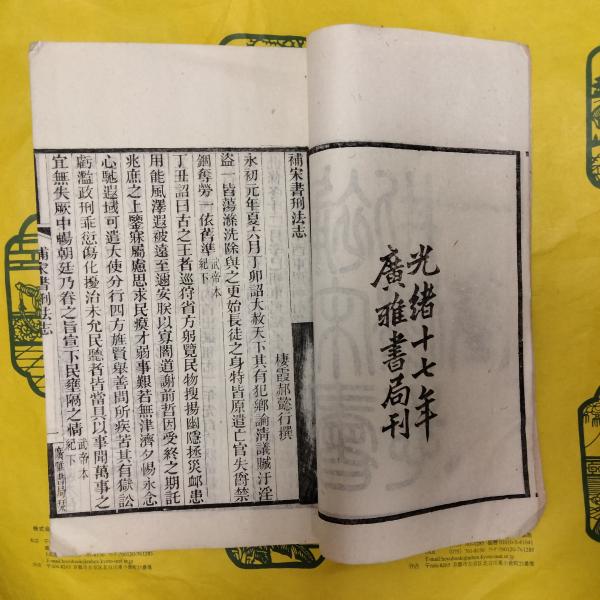 光緒十七年
廣雅書局刊
補宋書刑法志
棲霞郝懿行撰
永初元年夏六月丁卯詔大赦天下其有犯鄉論清議贓汙淫
盜一皆蕩滌洗除與之更始長徒之身特皆原遣亡官失爵禁
錮奪勞一依舊準武帝本紀下
丁丑詔曰古之王者巡狩省方躬覽民物搜揚幽隱拯災卹患
用能風澤遐被遠至邇安朕以寡闇道謝前哲因受終之期託
兆庶之上鑒寐屬慮思求民瘼才弱事艱若無津濟夕惕永念
心馳遐域可遣大使分行四方旌賢舉善問所疾苦其有獄訟
虧濫政刑乖愆傷化擾治未允民聽者皆當具以事聞萬事之
宜無失厥中暢朝廷乃眷之旨宣下民壅隔之情武帝本紀下
補宋書刑法志
一
廣雅書局栞